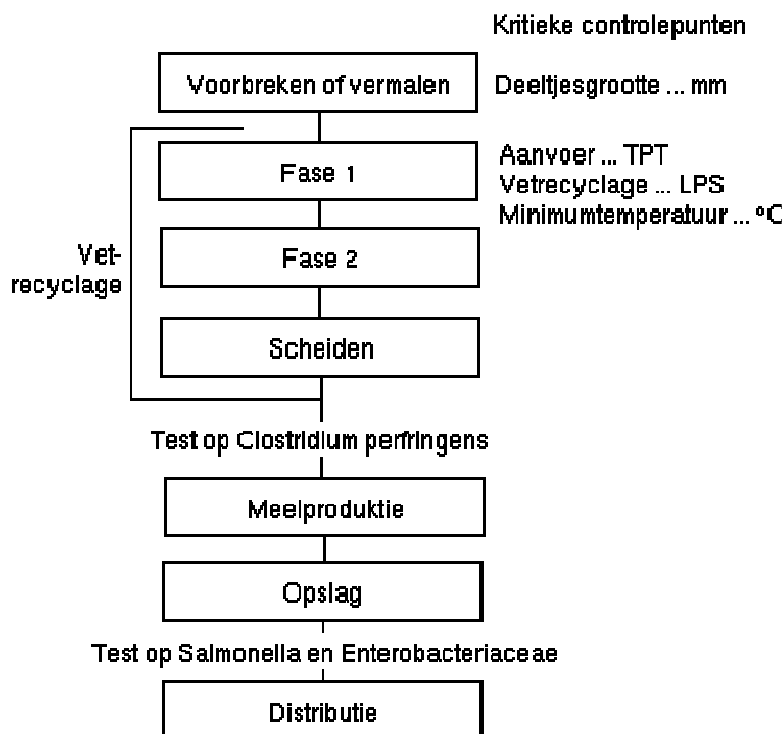 Kritieke controlepunten
Voorbreken of vermalen
Deeltjesgrootte ... mm
Fase 1
Aanvoer ... TPT
Vetrecyclage ... LPS
Minimumtemperatuur ... ºC
Vet-
recyclage
Fase 2
Scheiden
Test op Clostridium perfringens
Meelproduktie
Opslag
Test op Salmonella en Enterobacteriaceae
Distributie